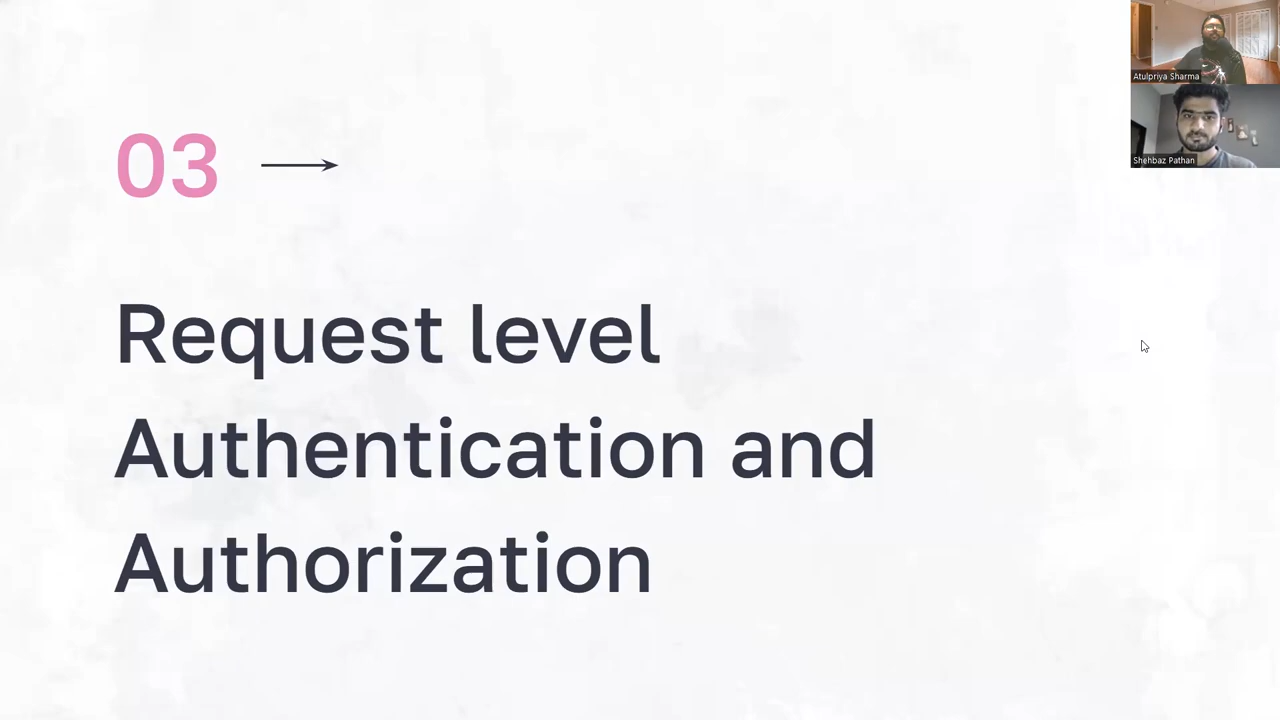 03
Request level
Authentication and
Authorization
Atulpriya Sharma
Shehbaz Pathan